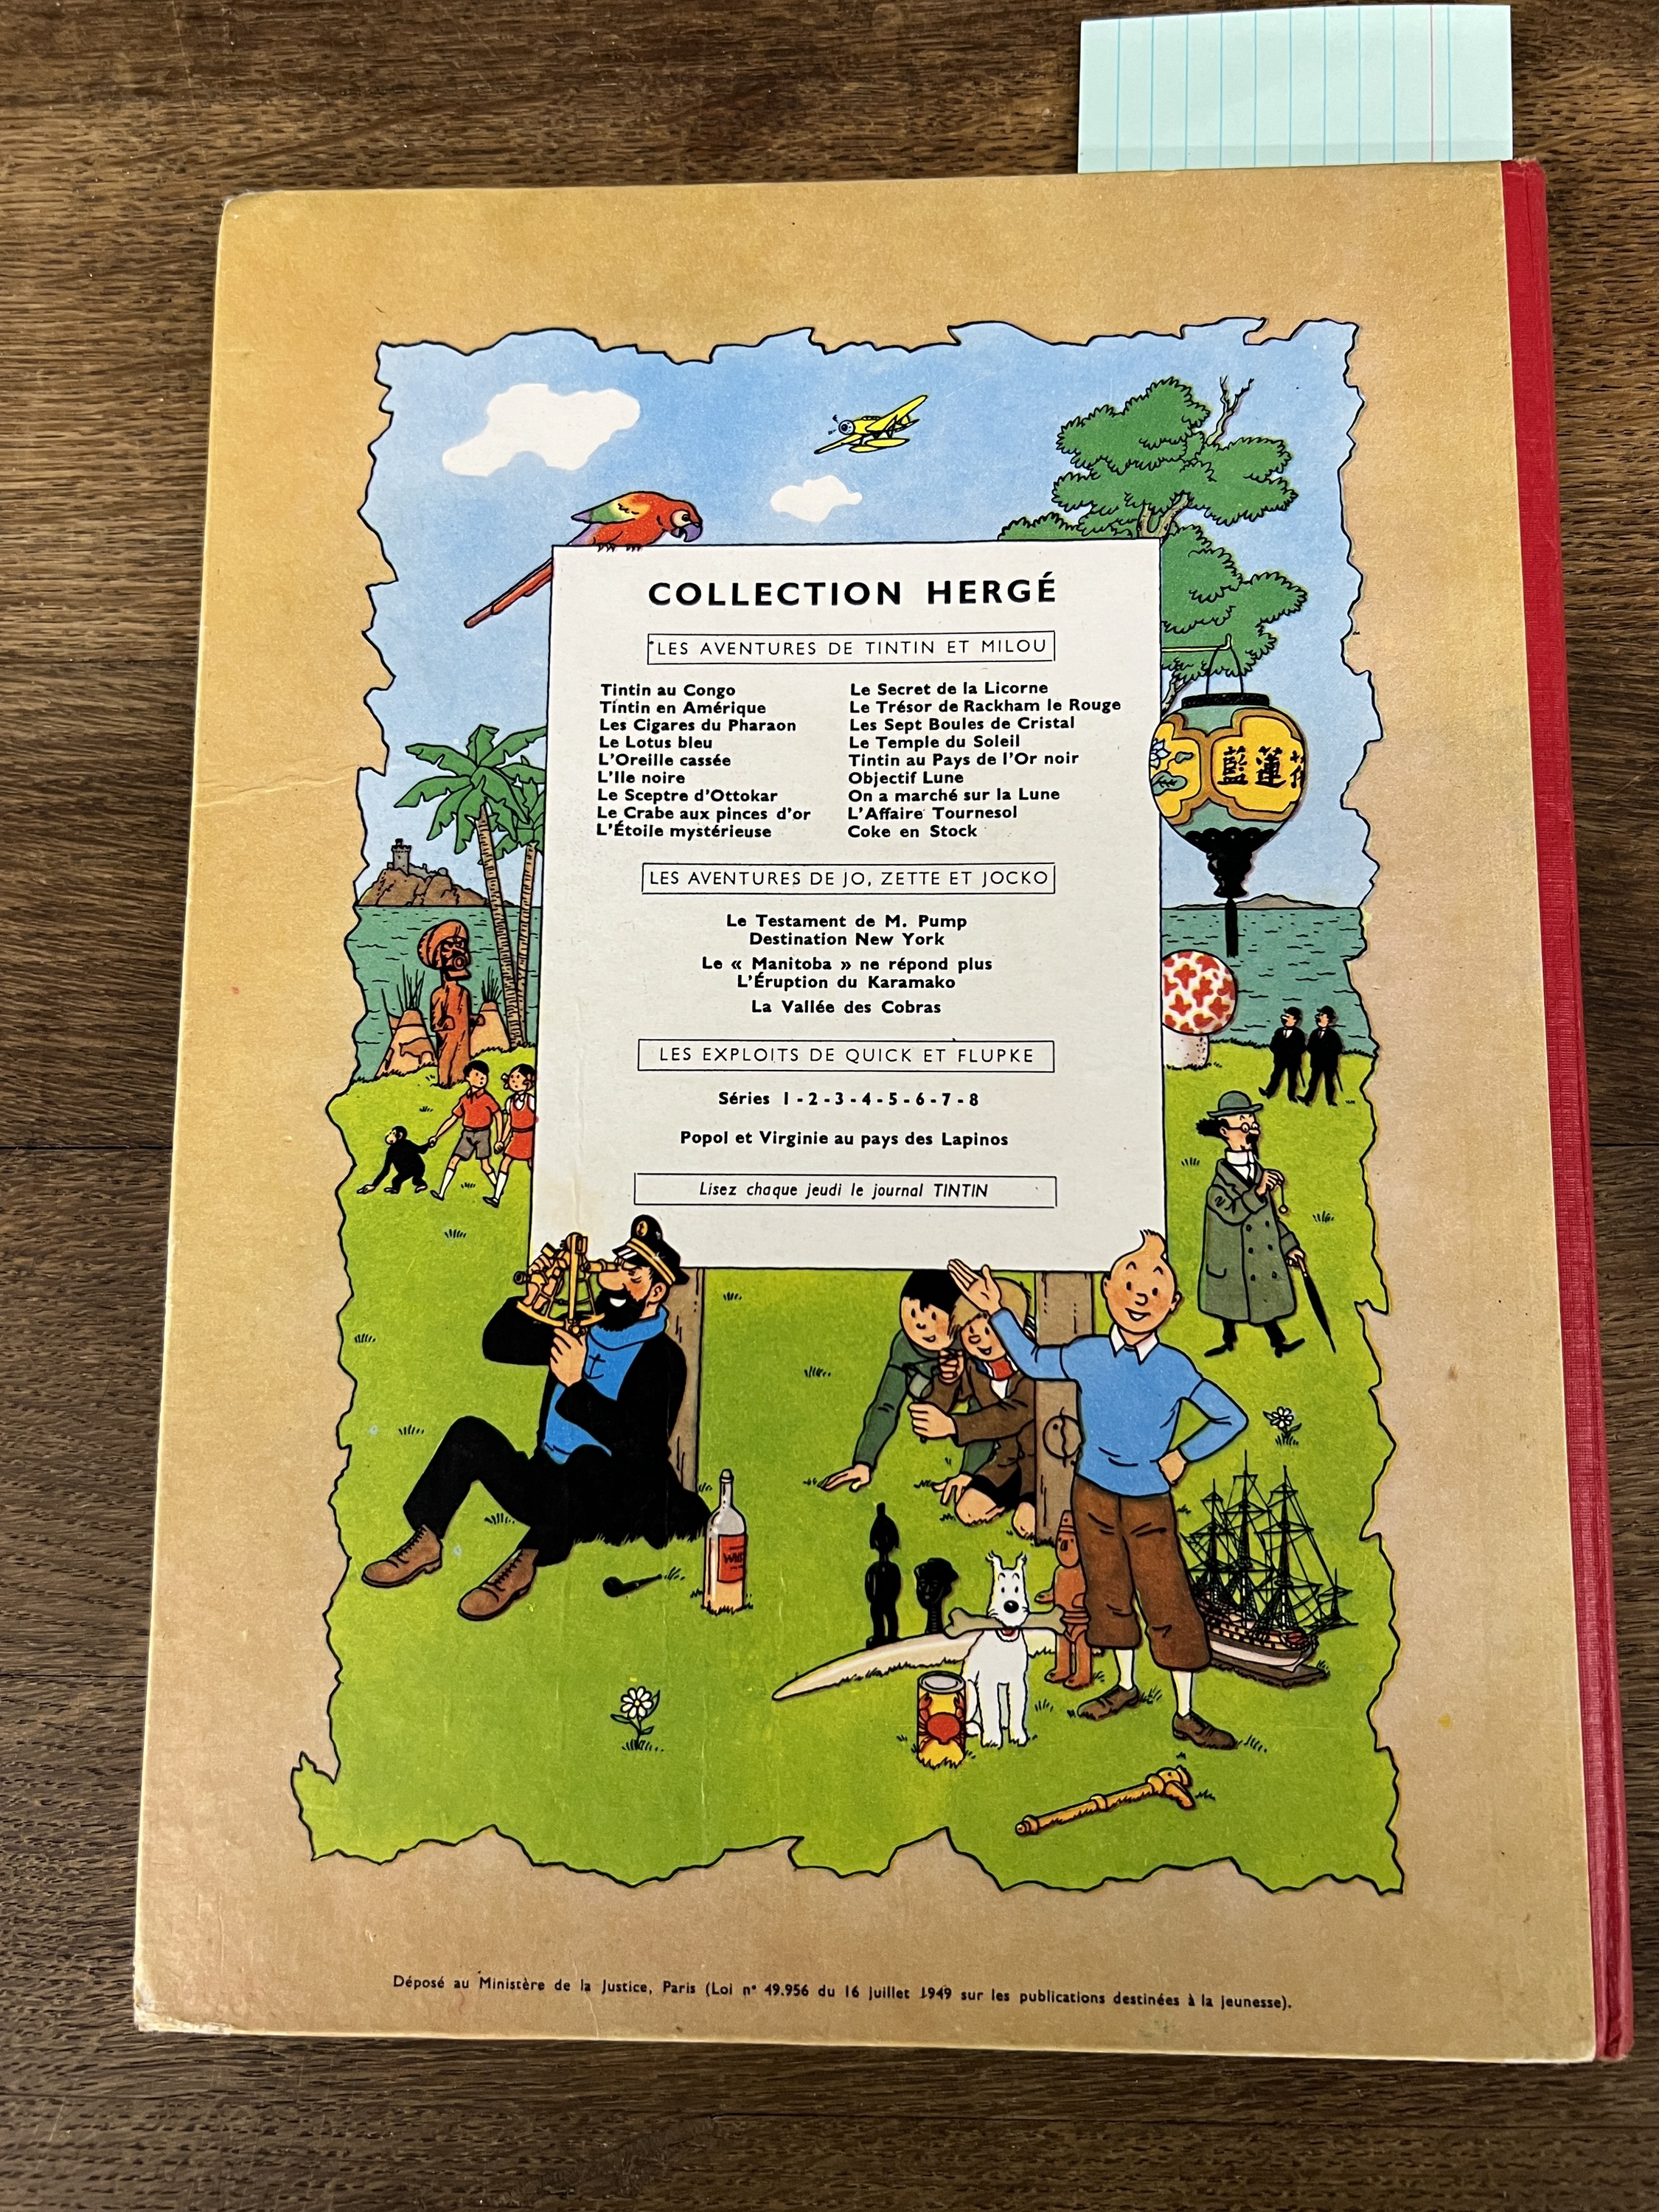 COLLECTION HERGÉ
LES AVENTURES DE TINTIN ET MILOU
Tintin au Congo
Tintin en Amérique
Les Cigares du Pharaon
Le Lotus bleu
L'Oreille cassée
L'Ile noire
Le Sceptre d'Ottokar
Le Crabe aux pinces d'or
L'Étoile mystérieuse
Le Secret de la Licorne
Le Trésor de Rackham le Rouge
Les Sept Boules de Cristal
Le Temple du Soleil
Tintin au Pays de l'Or noir
Objectif Lune
On a marché sur la Lune
L'Affaire Tournesol
Coke en Stock
藍蓮
LES AVENTURES DE JO, ZETTE ET JOCKO
Le Testament de M. Pump
Destination New York
Le « Manitoba » ne répond plus
L'Éruption du Karamako
La Vallée des Cobras
LES EXPLOITS DE QUICK ET FLUPKE
Séries 1 - 2 - 3 - 4 - 5 - 6 - 7 - 8
Popol et Virginie au pays des Lapinos
Lisez chaque jeudi le journal TINTIN
Déposé au Ministère de la Justice, Paris (Loi n° 49.956 du 16 juillet 1949 sur les publications destinées à la jeunesse).